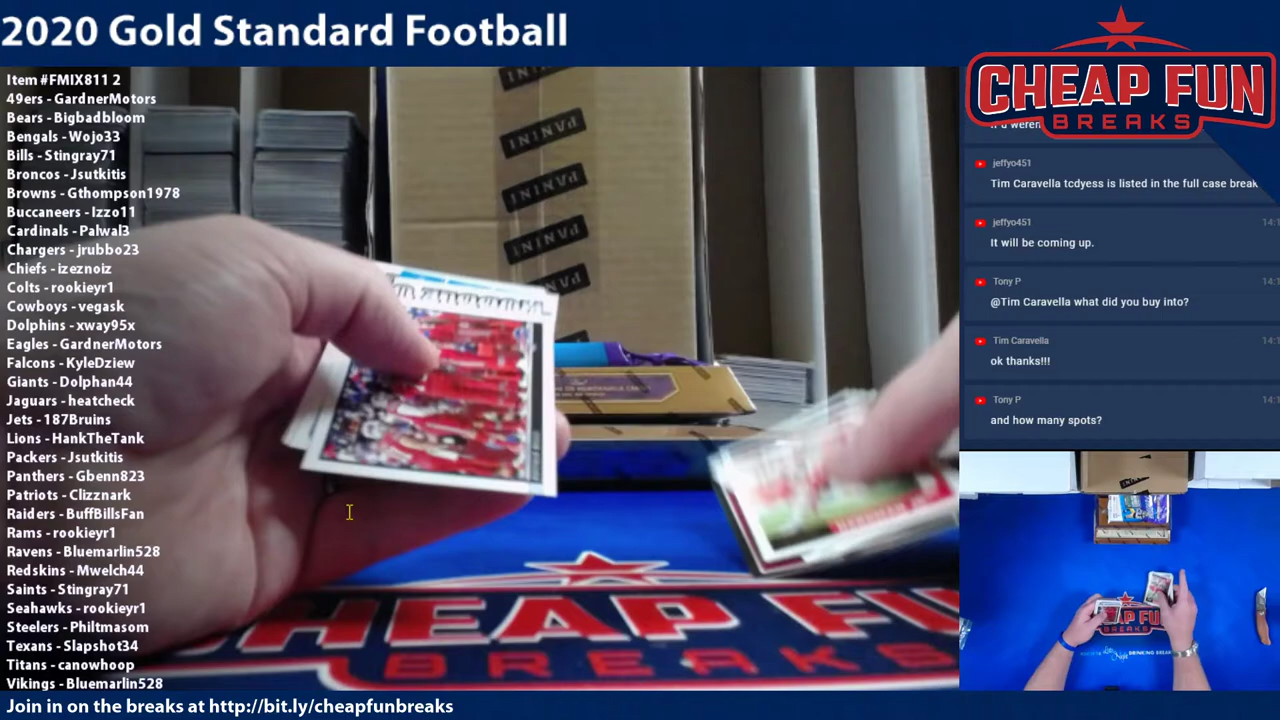 2020 Gold Standard Football
Item #FMIX811 2
49ers - GardnerMotors
Bears - Bigbadbloom
Bengals - Wojo33
Bills - Stingray71
Broncos - Jsutkitis
Browns - Gthompson1978
Buccaneers - Izzo11
Cardinals - Palwal3
Chargers - jrubbo23
Chiefs - izeznoiz
Colts - rookieyr1
Cowboys - vegask
Dolphins - xway95x
Eagles - GardnerMotors
Falcons - KyleDziew
Giants - Dolphan44
Jaguars - heatcheck
Jets - 187Bruins
Lions - HankTheTank
Packers - Jsutkitis
Panthers - Gbenn823
Patriots - Clizznark
Raiders - BuffBillsFan
Rams - rookieyr1
Ravens - Bluemarlin528
Redskins - Mwelch44
Saints - Stingray71
Seahawks - rookieyr1
Steelers - Philtmasom
Texans - Slapshot34
Titans - canowhoop
Vikings - Bluemarlin528
PANINI
PANINI
PANINI
PANINI
CHEAP FUN
BREAKS
CHEAP FUN
BREAKS
jeffyo451
Tim Caravella tcdyess is listed in the full case break
jeffyo451
It will be coming up.
Tony P
@Tim Caravella what did you buy into?
Tim Caravella
ok thanks!!!
Tony P
and how many spots?
DRINKING BREAK
Join in on the breaks at http://bit.ly/cheapfunbreaks